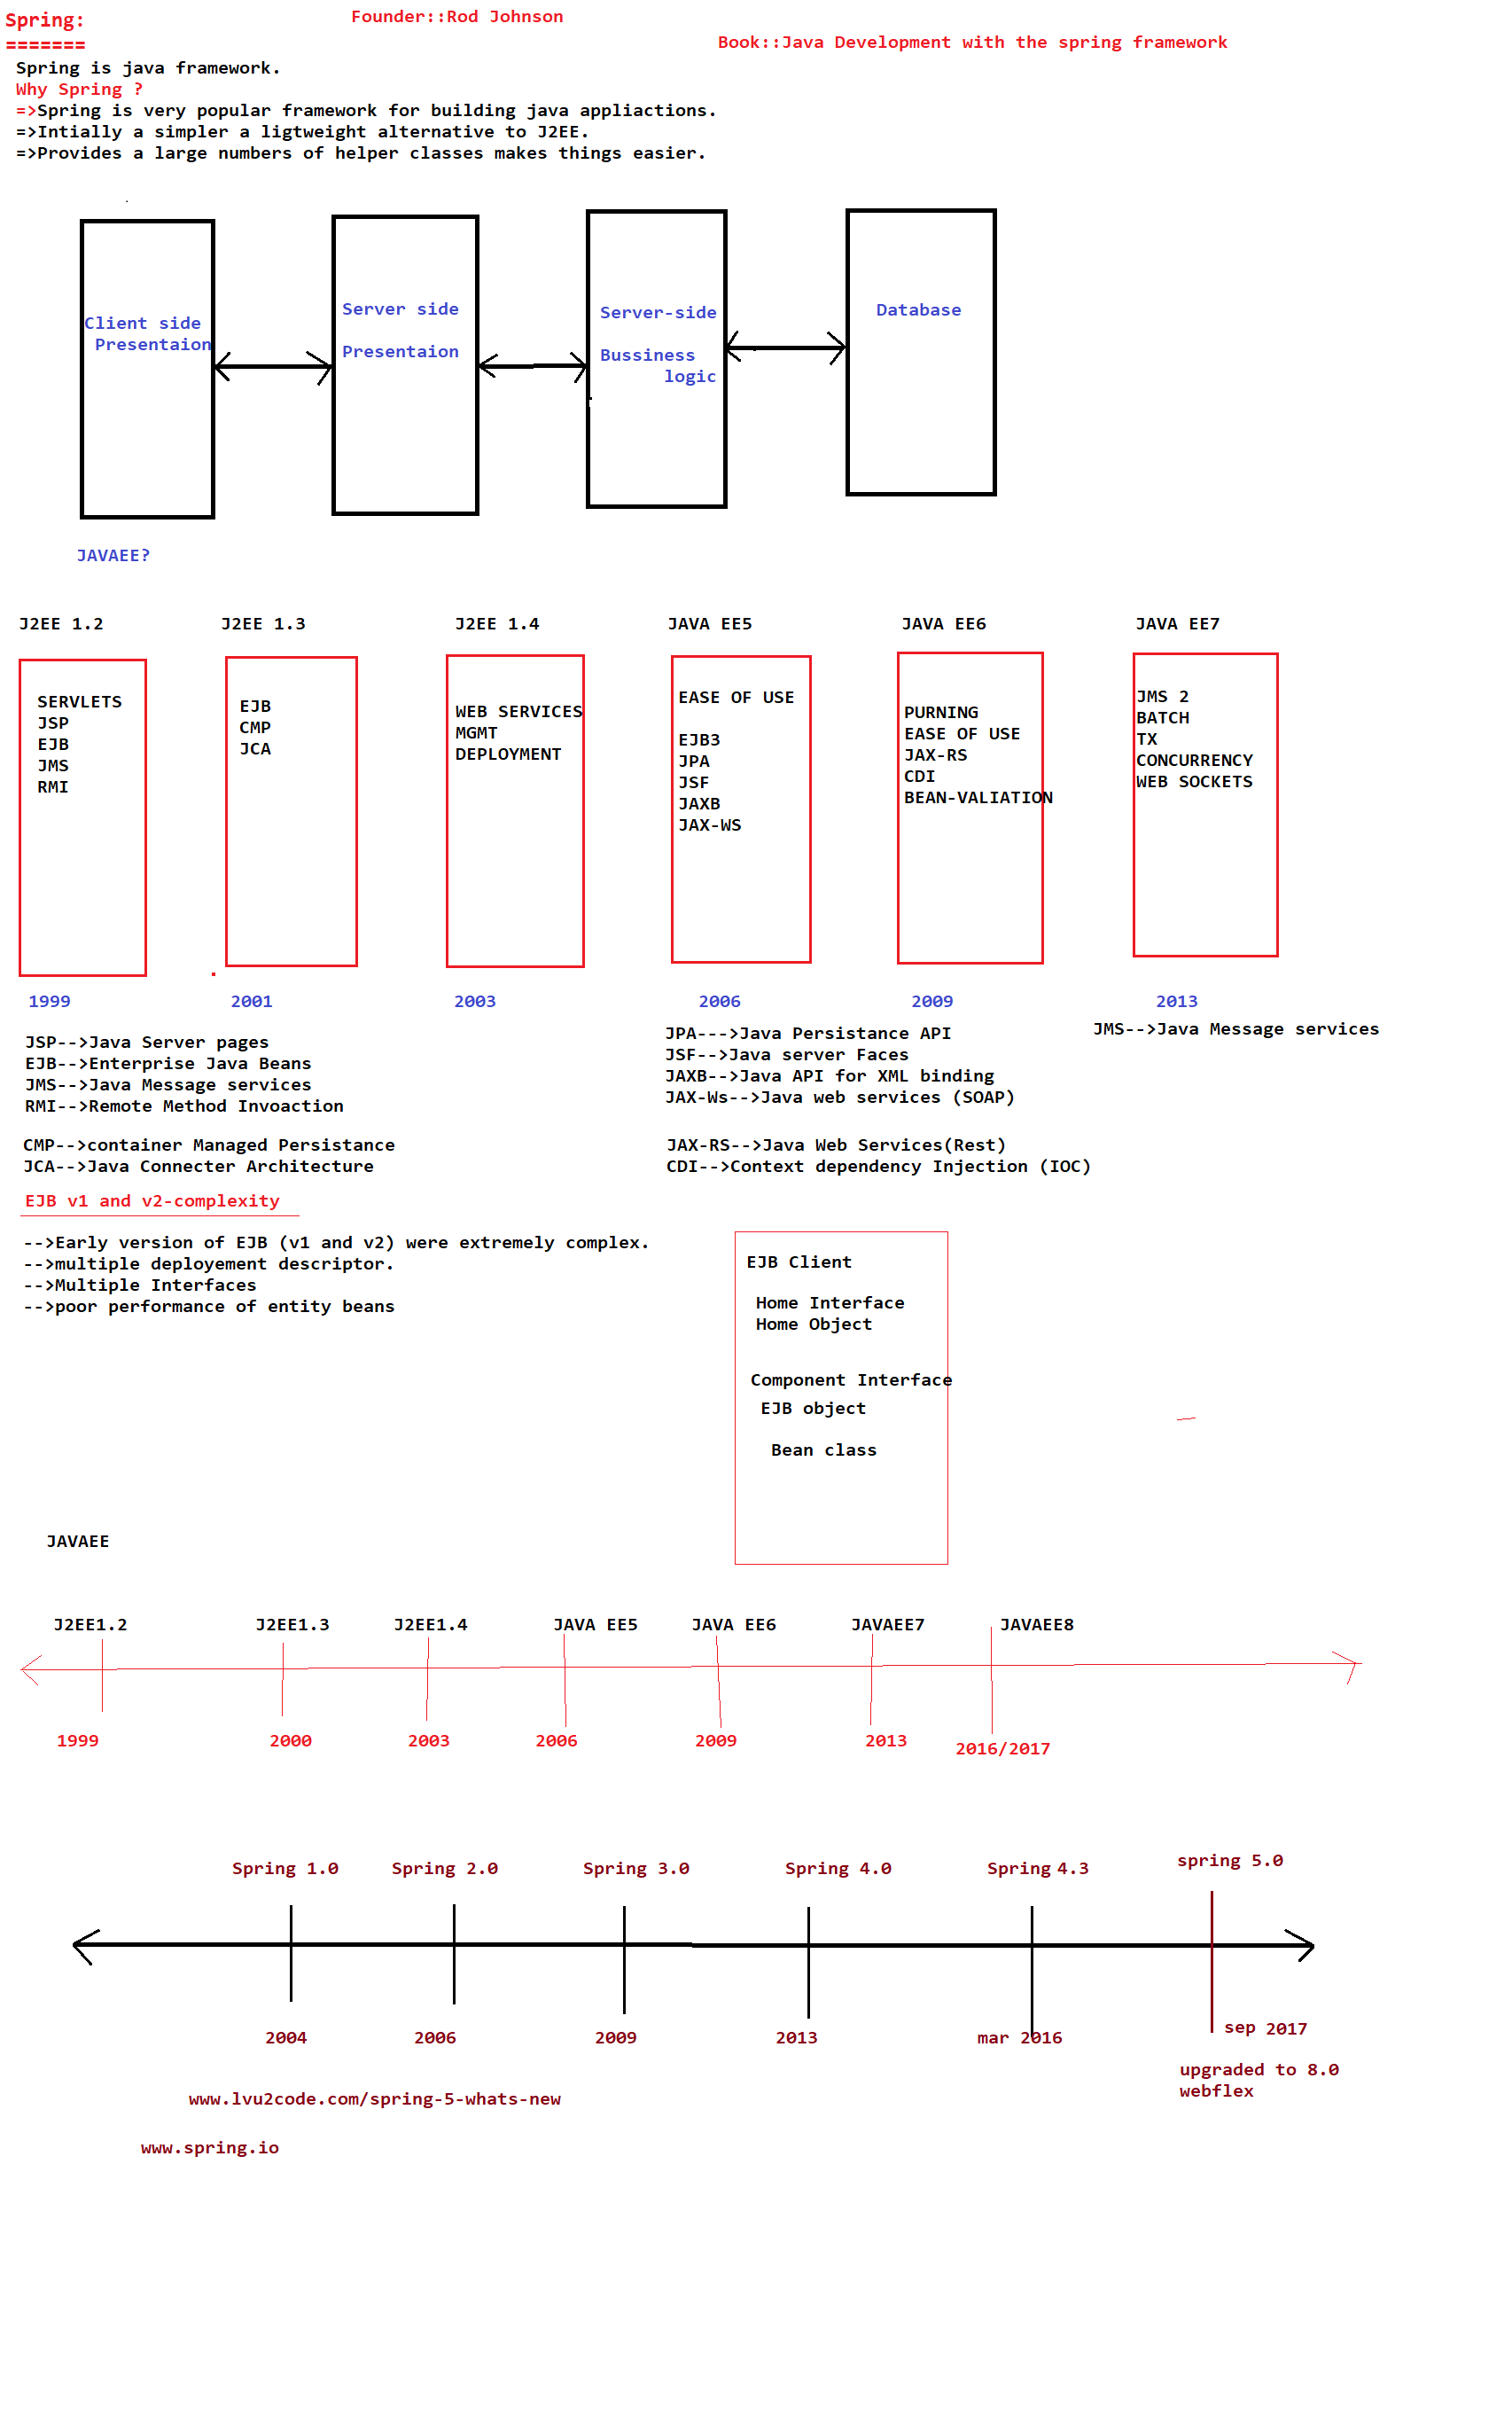 Spring:
=======
Founder::Rod Johnson
Book::Java Development with the spring framework
Spring is java framework.
Why Spring ?
=>Spring is very popular framework for building java appliactions.
=>Intially a simpler a ligtweight alternative to J2EE.
=>Provides a large numbers of helper classes makes things easier.
Client side
Presentaion
Server side
Presentaion
Server-side
Bussiness
logic
Database
JAVAEE?
J2EE 1.2
SERVLETS
JSP
EJB
JMS
RMI
1999
J2EE 1.3
EJB
CMP
JCA
2001
J2EE 1.4
WEB SERVICES
MGMT
DEPLOYMENT
2003
JAVA EE5
EASE OF USE
EJB3
JPA
JSF
JAXB
JAX-WS
2006
JAVA EE6
PURNING
EASE OF USE
JAX-RS
CDI
BEAN-VALIATION
2009
JAVA EE7
JMS 2
BATCH
TX
CONCURRENCY
WEB SOCKETS
2013
JSP-->Java Server pages
EJB-->Enterprise Java Beans
JMS-->Java Message services
RMI-->Remote Method Invoaction
CMP-->container Managed Persistance
JCA-->Java Connecter Architecture
JPA--->Java Persistance API
JSF-->Java server Faces
JAXB-->Java API for XML binding
JAX-Ws-->Java web services (SOAP)
JAX-RS-->Java Web Services(Rest)
CDI-->Context dependency Injection (IOC)
JMS-->Java Message services
EJB v1 and v2-complexity
-->Early version of EJB (v1 and v2) were extremely complex.
-->multiple deployement descriptor.
-->Multiple Interfaces
-->poor performance of entity beans
EJB Client
Home Interface
Home Object
Component Interface
EJB object
Bean class
JAVAEE
J2EE1.2 J2EE1.3 J2EE1.4 JAVA EE5 JAVA EE6 JAVAEE7 JAVAEE8
1999 2000 2003 2006 2009 2013 2016/2017
Spring 1.0 Spring 2.0 Spring 3.0 Spring 4.0 Spring 4.3 spring 5.0
2004 2006 2009 2013 mar 2016 sep 2017
upgraded to 8.0
webflex
www.lvu2code.com/spring-5-whats-new
www.spring.io